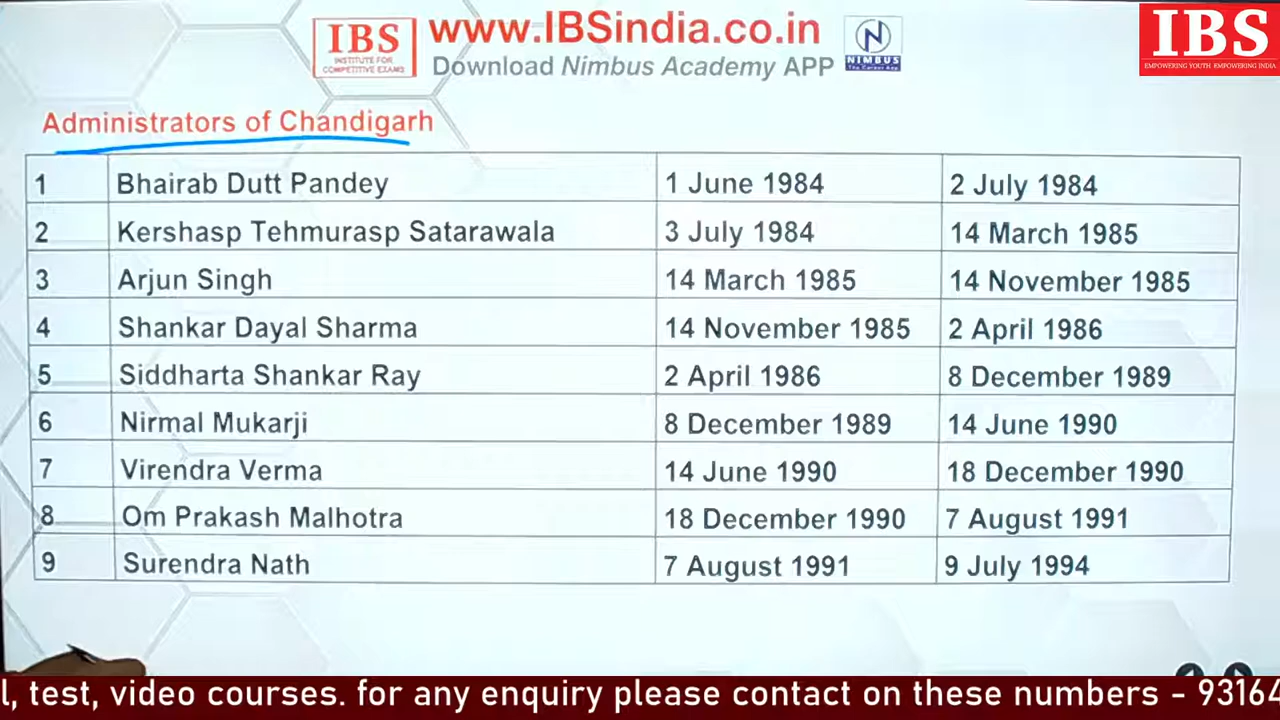 IBS
INSTITUTE FOR
COMPETITIVE EXAMS
www.IBSindia.co.in
Download Nimbus Academy APP
N
NIMBUS
The Career App
IBS
EMPOWERING YOUTH EMPOWERING INDIA
Administrators of Chandigarh
1 Bhairab Dutt Pandey 1 June 1984 2 July 1984
2 Kershasp Tehmurasp Satarawala 3 July 1984 14 March 1985
3 Arjun Singh 14 March 1985 14 November 1985
4 Shankar Dayal Sharma 14 November 1985 2 April 1986
5 Siddharta Shankar Ray 2 April 1986 8 December 1989
6 Nirmal Mukarji 8 December 1989 14 June 1990
7 Virendra Verma 14 June 1990 18 December 1990
8 Om Prakash Malhotra 18 December 1990 7 August 1991
9 Surendra Nath 7 August 1991 9 July 1994
l, test, video courses. for any enquiry please contact on these numbers - 93164